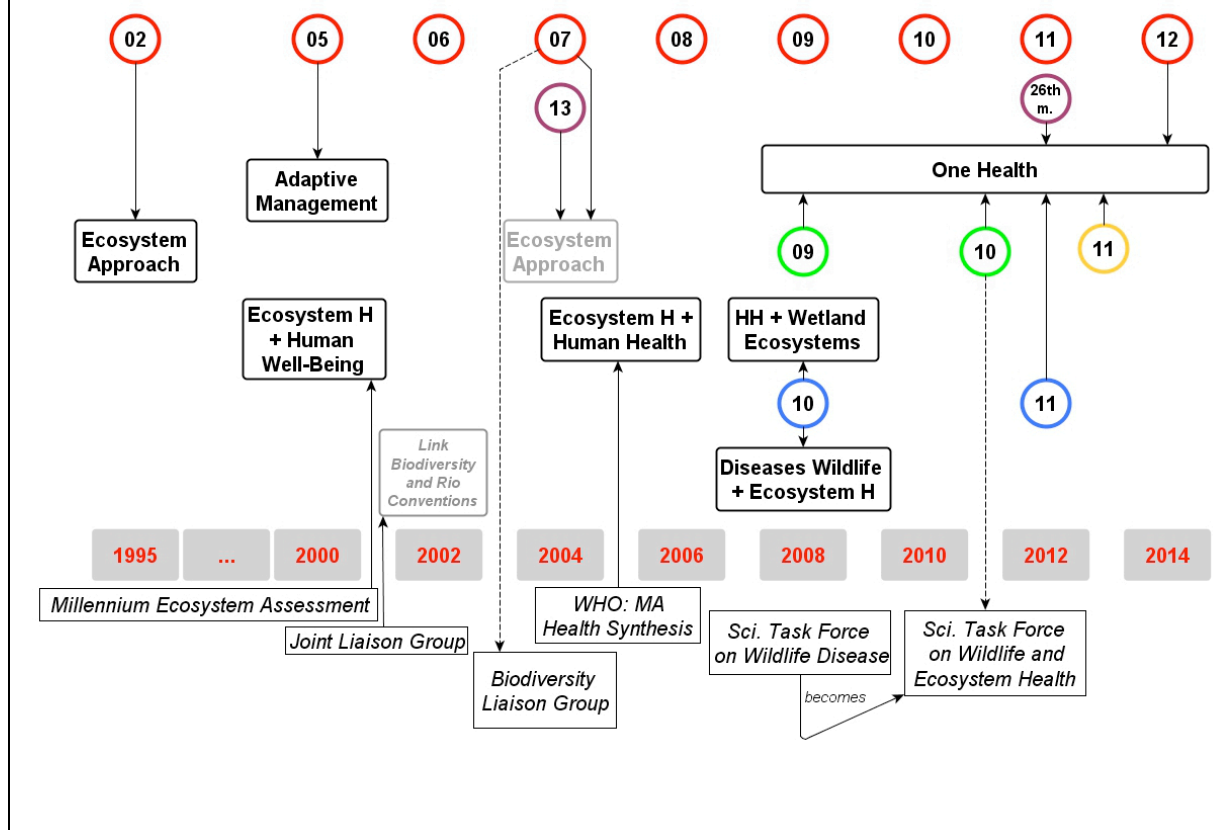 02
05
06
07
08
09
10
11
12
13
26th
m.
Adaptive
Management
One Health
Ecosystem
Approach
Ecosystem
Approach
09
10
11
Ecosystem H
+ Human
Well-Being
Ecosystem H +
Human Health
HH + Wetland
Ecosystems
10
11
Link
Biodiversity
and Rio
Conventions
Diseases Wildlife
+ Ecosystem H
1995
...
2000
2002
2004
2006
2008
2010
2012
2014
Millennium Ecosystem Assessment
Joint Liaison Group
Biodiversity
Liaison Group
WHO: MA
Health Synthesis
Sci. Task Force
on Wildlife Disease
becomes
Sci. Task Force
on Wildlife and
Ecosystem Health